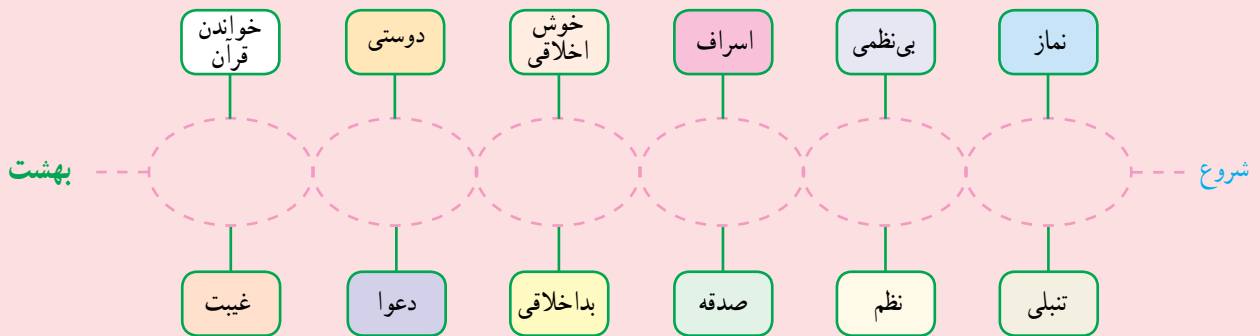 نماز
بی‌نظمی
اسراف
خوش
اخلاقی
دوستی
خواندن
قرآن
شروع
بهشت
تنبلی
نظم
صدقه
بداخلاقی
دعوا
غیبت